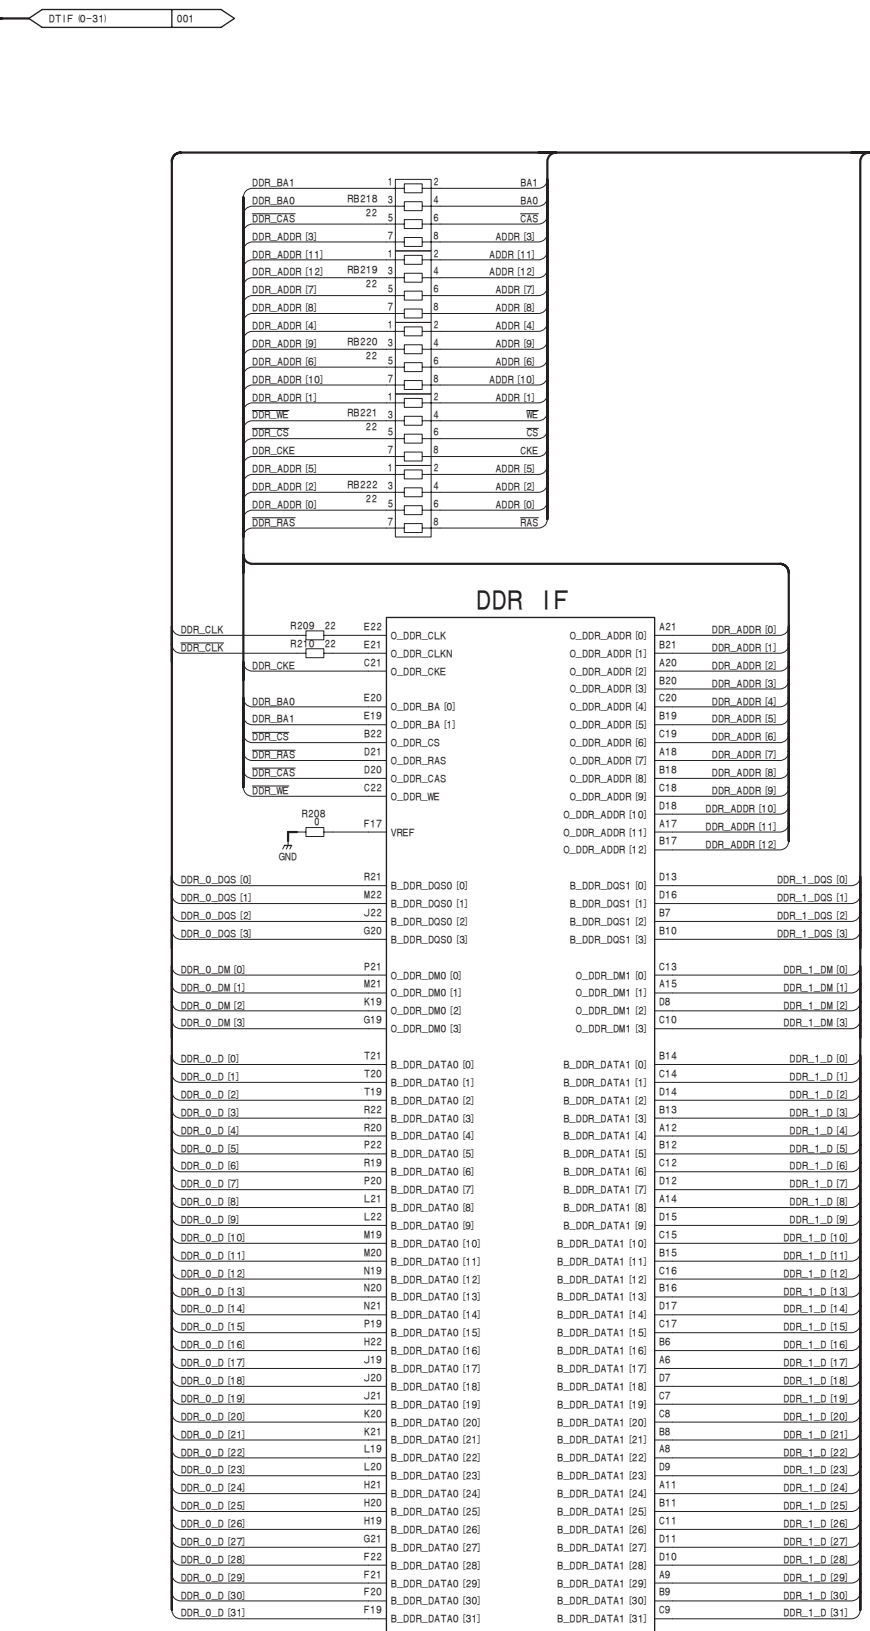 DTIF (0-31) 001
DDR_BA1 1 2 BA1
DDR_BA0 RB218 3 4 BA0
DDR_CAS 22 5 6 CAS
DDR_ADDR [3] 7 8 ADDR [3]
DDR_ADDR [11] 1 2 ADDR [11]
DDR_ADDR [12] RB219 3 4 ADDR [12]
DDR_ADDR [7] 22 5 6 ADDR [7]
DDR_ADDR [8] 7 8 ADDR [8]
DDR_ADDR [4] 1 2 ADDR [4]
DDR_ADDR [9] RB220 3 4 ADDR [9]
DDR_ADDR [6] 22 5 6 ADDR [6]
DDR_ADDR [10] 7 8 ADDR [10]
DDR_ADDR [1] 1 2 ADDR [1]
DDR_WE RB221 3 4 WE
DDR_CS 22 5 6 CS
DDR_CKE 7 8 CKE
DDR_ADDR [5] 1 2 ADDR [5]
DDR_ADDR [2] RB222 3 4 ADDR [2]
DDR_ADDR [0] 22 5 6 ADDR [0]
DDR_RAS 7 8 RAS
DDR IF
DDR_CLK R209 22 E22 O_DDR_CLK O_DDR_ADDR [0] A21 DDR_ADDR [0]
DDR_CLK R210 22 E21 O_DDR_CLKN O_DDR_ADDR [1] B21 DDR_ADDR [1]
DDR_CKE C21 O_DDR_CKE O_DDR_ADDR [2] A20 DDR_ADDR [2]
O_DDR_ADDR [3] B20 DDR_ADDR [3]
DDR_BA0 E20 O_DDR_BA [0] O_DDR_ADDR [4] C20 DDR_ADDR [4]
DDR_BA1 E19 O_DDR_BA [1] O_DDR_ADDR [5] B19 DDR_ADDR [5]
DDR_CS B22 O_DDR_CS O_DDR_ADDR [6] C19 DDR_ADDR [6]
DDR_RAS D21 O_DDR_RAS O_DDR_ADDR [7] A18 DDR_ADDR [7]
DDR_CAS D20 O_DDR_CAS O_DDR_ADDR [8] B18 DDR_ADDR [8]
DDR_WE C22 O_DDR_WE O_DDR_ADDR [9] C18 DDR_ADDR [9]
O_DDR_ADDR [10] D18 DDR_ADDR [10]
R208 0 F17 VREF O_DDR_ADDR [11] A17 DDR_ADDR [11]
GND O_DDR_ADDR [12] B17 DDR_ADDR [12]
DDR_0_DQS [0] R21 B_DDR_DQS0 [0] B_DDR_DQS1 [0] D13 DDR_1_DQS [0]
DDR_0_DQS [1] M22 B_DDR_DQS0 [1] B_DDR_DQS1 [1] D16 DDR_1_DQS [1]
DDR_0_DQS [2] J22 B_DDR_DQS0 [2] B_DDR_DQS1 [2] B7 DDR_1_DQS [2]
DDR_0_DQS [3] G20 B_DDR_DQS0 [3] B_DDR_DQS1 [3] B10 DDR_1_DQS [3]
DDR_0_DM [0] P21 O_DDR_DM0 [0] O_DDR_DM1 [0] C13 DDR_1_DM [0]
DDR_0_DM [1] M21 O_DDR_DM0 [1] O_DDR_DM1 [1] A15 DDR_1_DM [1]
DDR_0_DM [2] K19 O_DDR_DM0 [2] O_DDR_DM1 [2] D8 DDR_1_DM [2]
DDR_0_DM [3] G19 O_DDR_DM0 [3] O_DDR_DM1 [3] C10 DDR_1_DM [3]
DDR_0_D [0] T21 B_DDR_DATA0 [0] B_DDR_DATA1 [0] B14 DDR_1_D [0]
DDR_0_D [1] T20 B_DDR_DATA0 [1] B_DDR_DATA1 [1] C14 DDR_1_D [1]
DDR_0_D [2] T19 B_DDR_DATA0 [2] B_DDR_DATA1 [2] D14 DDR_1_D [2]
DDR_0_D [3] R22 B_DDR_DATA0 [3] B_DDR_DATA1 [3] B13 DDR_1_D [3]
DDR_0_D [4] R20 B_DDR_DATA0 [4] B_DDR_DATA1 [4] A12 DDR_1_D [4]
DDR_0_D [5] P22 B_DDR_DATA0 [5] B_DDR_DATA1 [5] B12 DDR_1_D [5]
DDR_0_D [6] R19 B_DDR_DATA0 [6] B_DDR_DATA1 [6] C12 DDR_1_D [6]
DDR_0_D [7] P20 B_DDR_DATA0 [7] B_DDR_DATA1 [7] D12 DDR_1_D [7]
DDR_0_D [8] L21 B_DDR_DATA0 [8] B_DDR_DATA1 [8] A14 DDR_1_D [8]
DDR_0_D [9] L22 B_DDR_DATA0 [9] B_DDR_DATA1 [9] D15 DDR_1_D [9]
DDR_0_D [10] M19 B_DDR_DATA0 [10] B_DDR_DATA1 [10] C15 DDR_1_D [10]
DDR_0_D [11] M20 B_DDR_DATA0 [11] B_DDR_DATA1 [11] B15 DDR_1_D [11]
DDR_0_D [12] N19 B_DDR_DATA0 [12] B_DDR_DATA1 [12] C16 DDR_1_D [12]
DDR_0_D [13] N20 B_DDR_DATA0 [13] B_DDR_DATA1 [13] B16 DDR_1_D [13]
DDR_0_D [14] N21 B_DDR_DATA0 [14] B_DDR_DATA1 [14] D17 DDR_1_D [14]
DDR_0_D [15] P19 B_DDR_DATA0 [15] B_DDR_DATA1 [15] C17 DDR_1_D [15]
DDR_0_D [16] H22 B_DDR_DATA0 [16] B_DDR_DATA1 [16] B6 DDR_1_D [16]
DDR_0_D [17] J19 B_DDR_DATA0 [17] B_DDR_DATA1 [17] A6 DDR_1_D [17]
DDR_0_D [18] J20 B_DDR_DATA0 [18] B_DDR_DATA1 [18] D7 DDR_1_D [18]
DDR_0_D [19] J21 B_DDR_DATA0 [19] B_DDR_DATA1 [19] C7 DDR_1_D [19]
DDR_0_D [20] K20 B_DDR_DATA0 [20] B_DDR_DATA1 [20] C8 DDR_1_D [20]
DDR_0_D [21] K21 B_DDR_DATA0 [21] B_DDR_DATA1 [21] B8 DDR_1_D [21]
DDR_0_D [22] L19 B_DDR_DATA0 [22] B_DDR_DATA1 [22] A8 DDR_1_D [22]
DDR_0_D [23] L20 B_DDR_DATA0 [23] B_DDR_DATA1 [23] D9 DDR_1_D [23]
DDR_0_D [24] H21 B_DDR_DATA0 [24] B_DDR_DATA1 [24] A11 DDR_1_D [24]
DDR_0_D [25] H20 B_DDR_DATA0 [25] B_DDR_DATA1 [25] B11 DDR_1_D [25]
DDR_0_D [26] H19 B_DDR_DATA0 [26] B_DDR_DATA1 [26] C11 DDR_1_D [26]
DDR_0_D [27] G21 B_DDR_DATA0 [27] B_DDR_DATA1 [27] D11 DDR_1_D [27]
DDR_0_D [28] F22 B_DDR_DATA0 [28] B_DDR_DATA1 [28] D10 DDR_1_D [28]
DDR_0_D [29] F21 B_DDR_DATA0 [29] B_DDR_DATA1 [29] A9 DDR_1_D [29]
DDR_0_D [30] F20 B_DDR_DATA0 [30] B_DDR_DATA1 [30] B9 DDR_1_D [30]
DDR_0_D [31] F19 B_DDR_DATA0 [31] B_DDR_DATA1 [31] C9 DDR_1_D [31]